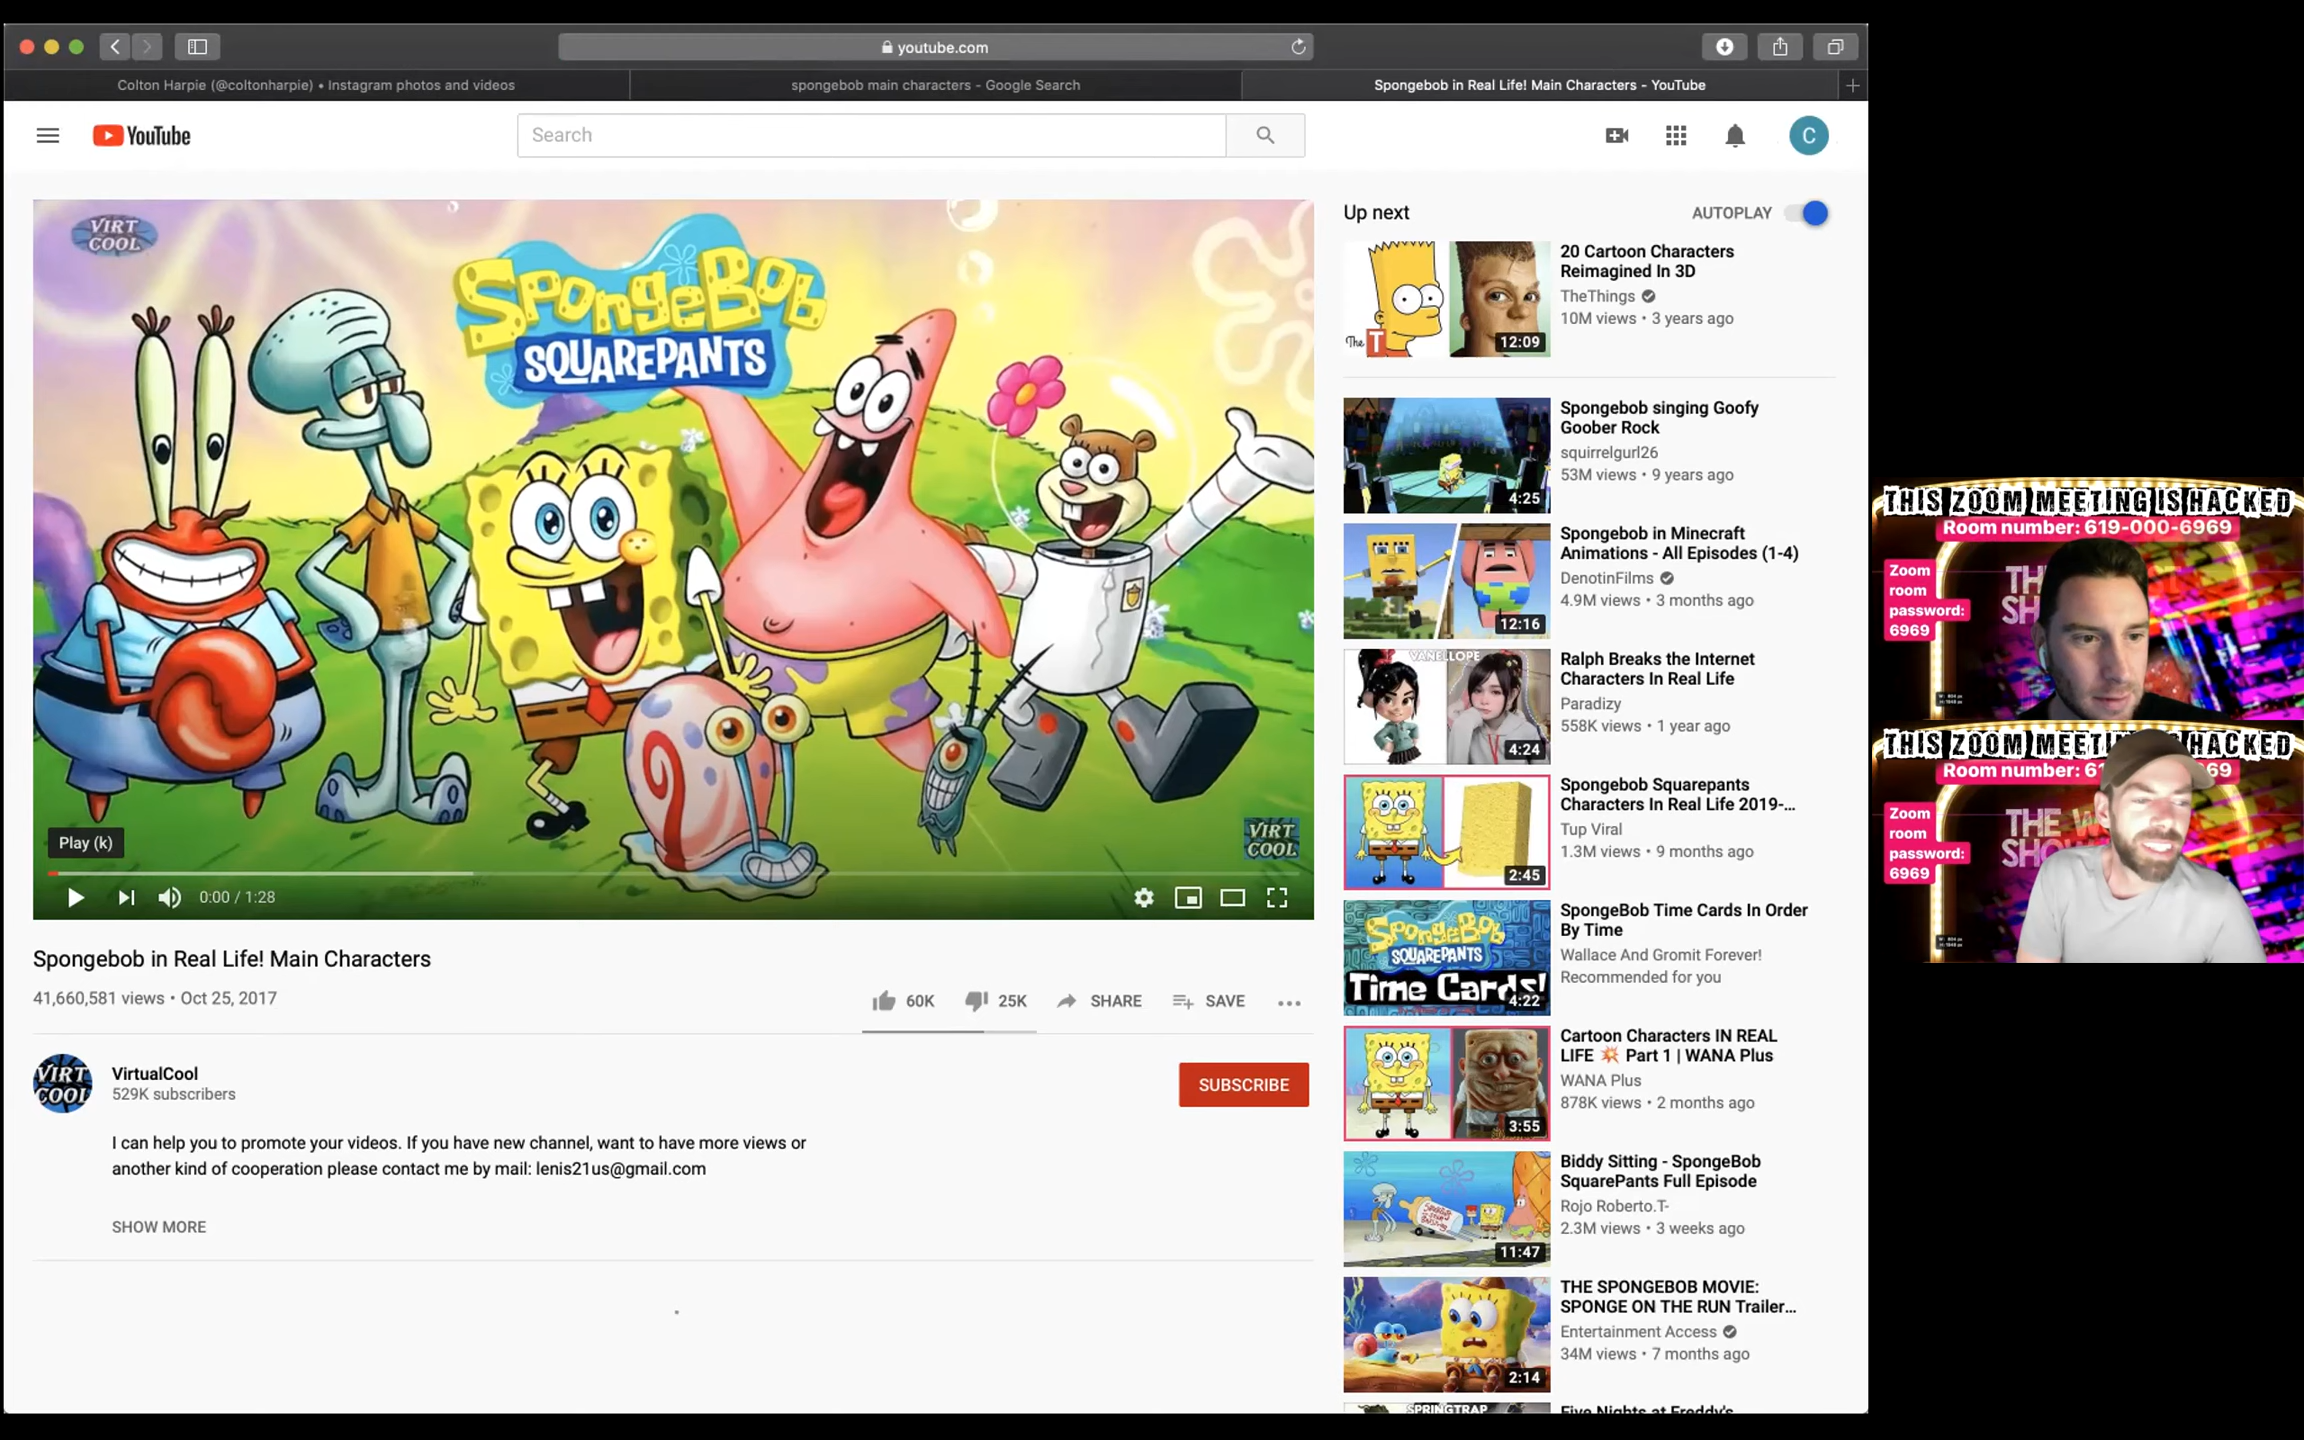 youtube.com
Colton Harpie (@coltonharpie) • Instagram photos and videos
spongebob main characters - Google Search
Spongebob in Real Life! Main Characters - YouTube
YouTube
Search
C
VIRT
COOL
SPONGEBOB
SQUAREPANTS
VIRT
COOL
Play (k)
0:00 / 1:28
Spongebob in Real Life! Main Characters
41,660,581 views • Oct 25, 2017
60K
25K
SHARE
SAVE
VIRT
COOL
VirtualCool
529K subscribers
SUBSCRIBE
I can help you to promote your videos. If you have new channel, want to have more views or
another kind of cooperation please contact me by mail: lenis21us@gmail.com
SHOW MORE
Up next
AUTOPLAY
The T
12:09
20 Cartoon Characters
Reimagined In 3D
TheThings
10M views • 3 years ago
4:25
Spongebob singing Goofy
Goober Rock
squirrelgurl26
53M views • 9 years ago
12:16
Spongebob in Minecraft
Animations - All Episodes (1-4)
DenotinFilms
4.9M views • 3 months ago
VANELLOPE
4:24
Ralph Breaks the Internet
Characters In Real Life
Paradizy
558K views • 1 year ago
2:45
Spongebob Squarepants
Characters In Real Life 2019-...
Tup Viral
1.3M views • 9 months ago
SPONGEBOB
SQUAREPANTS
Time Cards!
4:22
SpongeBob Time Cards In Order
By Time
Wallace And Gromit Forever!
Recommended for you
3:55
Cartoon Characters IN REAL
LIFE 💥 Part 1 | WANA Plus
WANA Plus
878K views • 2 months ago
11:47
Biddy Sitting - SpongeBob
SquarePants Full Episode
Rojo Roberto.T-
2.3M views • 3 weeks ago
2:14
THE SPONGEBOB MOVIE:
SPONGE ON THE RUN Trailer...
Entertainment Access
34M views • 7 months ago
SPRINGTRAP
Five Nights at Freddy's
THIS ZOOM MEETING IS HACKED
Room number: 619-000-6969
Zoom
room
password:
6969
TH
SH
THIS ZOOM MEET HACKED
Room number: 6 69
Zoom
room
password:
6969
THE W
SHO